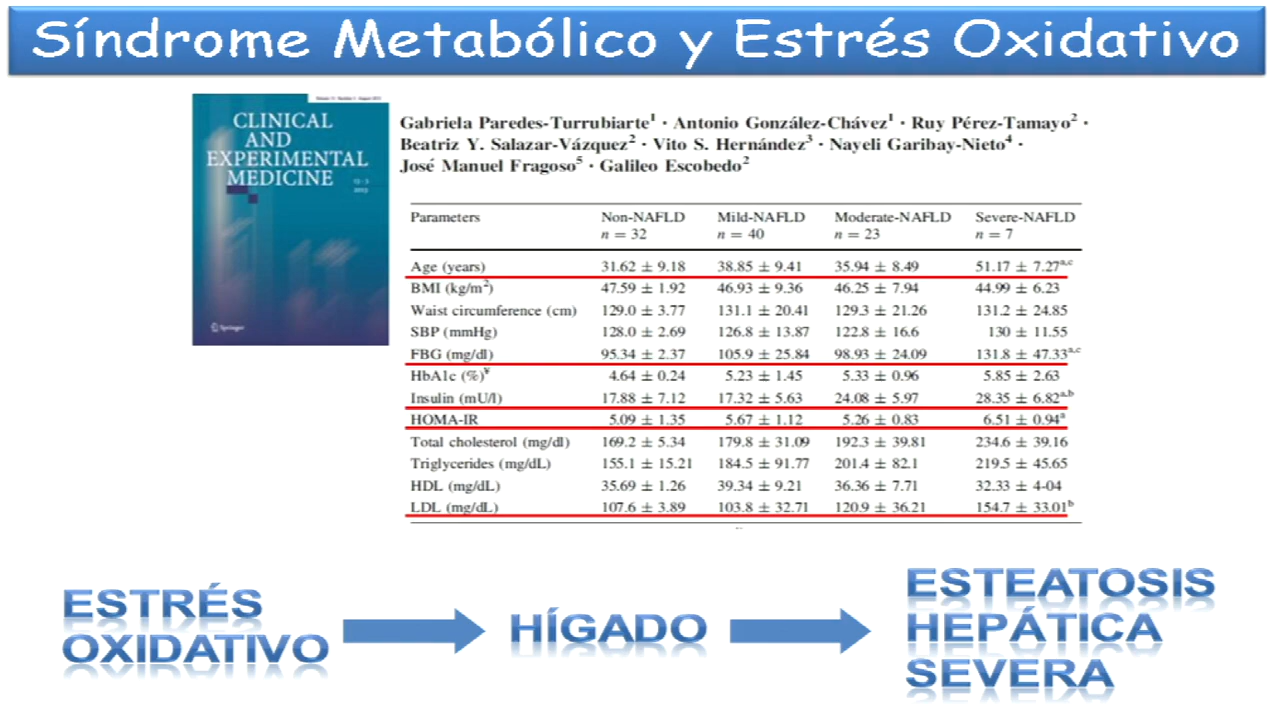 Síndrome Metabólico y Estrés Oxidativo
CLINICAL
AND
EXPERIMENTAL
MEDICINE
Springer
Gabriela Paredes-Turrubiarte¹ · Antonio González-Chávez¹ · Ruy Pérez-Tamayo² ·
Beatriz Y. Salazar-Vázquez² · Vito S. Hernández³ · Nayeli Garibay-Nieto⁴ ·
José Manuel Fragoso⁵ · Galileo Escobedo²
Parameters Non-NAFLD Mild-NAFLD Moderate-NAFLD Severe-NAFLD
n = 32 n = 40 n = 23 n = 7
Age (years) 31.62 ± 9.18 38.85 ± 9.41 35.94 ± 8.49 51.17 ± 7.27ᵃ,ᶜ
BMI (kg/m²) 47.59 ± 1.92 46.93 ± 9.36 46.25 ± 7.94 44.99 ± 6.23
Waist circumference (cm) 129.0 ± 3.77 131.1 ± 20.41 129.3 ± 21.26 131.2 ± 24.85
SBP (mmHg) 128.0 ± 2.69 126.8 ± 13.87 122.8 ± 16.6 130 ± 11.55
FBG (mg/dl) 95.34 ± 2.37 105.9 ± 25.84 98.93 ± 24.09 131.8 ± 47.33ᵃ,ᶜ
HbA1c (%)¥ 4.64 ± 0.24 5.23 ± 1.45 5.33 ± 0.96 5.85 ± 2.63
Insulin (mU/l) 17.88 ± 7.12 17.32 ± 5.63 24.08 ± 5.97 28.35 ± 6.82ᵃ,ᵇ
HOMA-IR 5.09 ± 1.35 5.67 ± 1.12 5.26 ± 0.83 6.51 ± 0.94ᵃ
Total cholesterol (mg/dl) 169.2 ± 5.34 179.8 ± 31.09 192.3 ± 39.81 234.6 ± 39.16
Triglycerides (mg/dL) 155.1 ± 15.21 184.5 ± 91.77 201.4 ± 82.1 219.5 ± 45.65
HDL (mg/dL) 35.69 ± 1.26 39.34 ± 9.21 36.36 ± 7.71 32.33 ± 4-04
LDL (mg/dL) 107.6 ± 3.89 103.8 ± 32.71 120.9 ± 36.21 154.7 ± 33.01ᵇ
ESTRÉS
OXIDATIVO
HÍGADO
ESTEATOSIS
HEPÁTICA
SEVERA